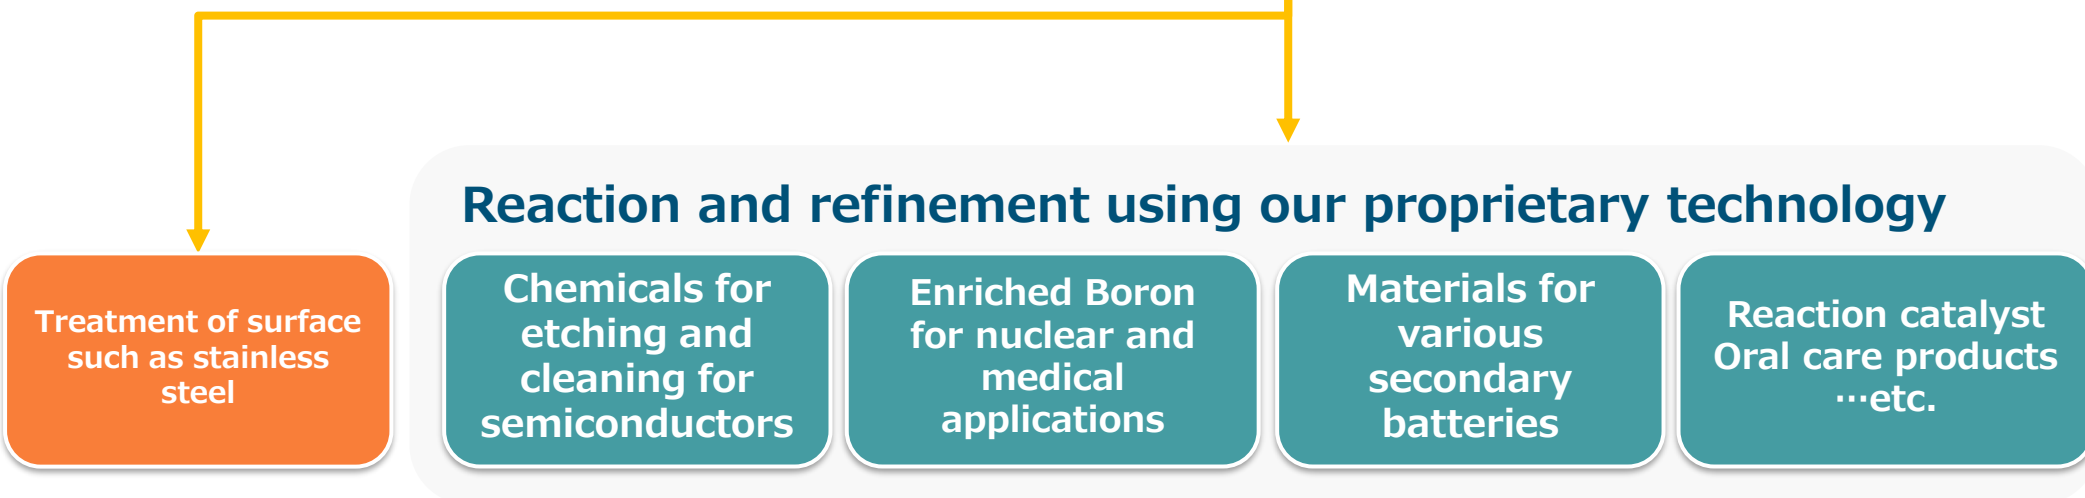 Reaction and refinement using our proprietary technology
Treatment of surface
such as stainless
steel
Chemicals for
etching and
cleaning for
semiconductors
Enriched Boron
for nuclear and
medical
applications
Materials for
various
secondary
batteries
Reaction catalyst
Oral care products
…etc.